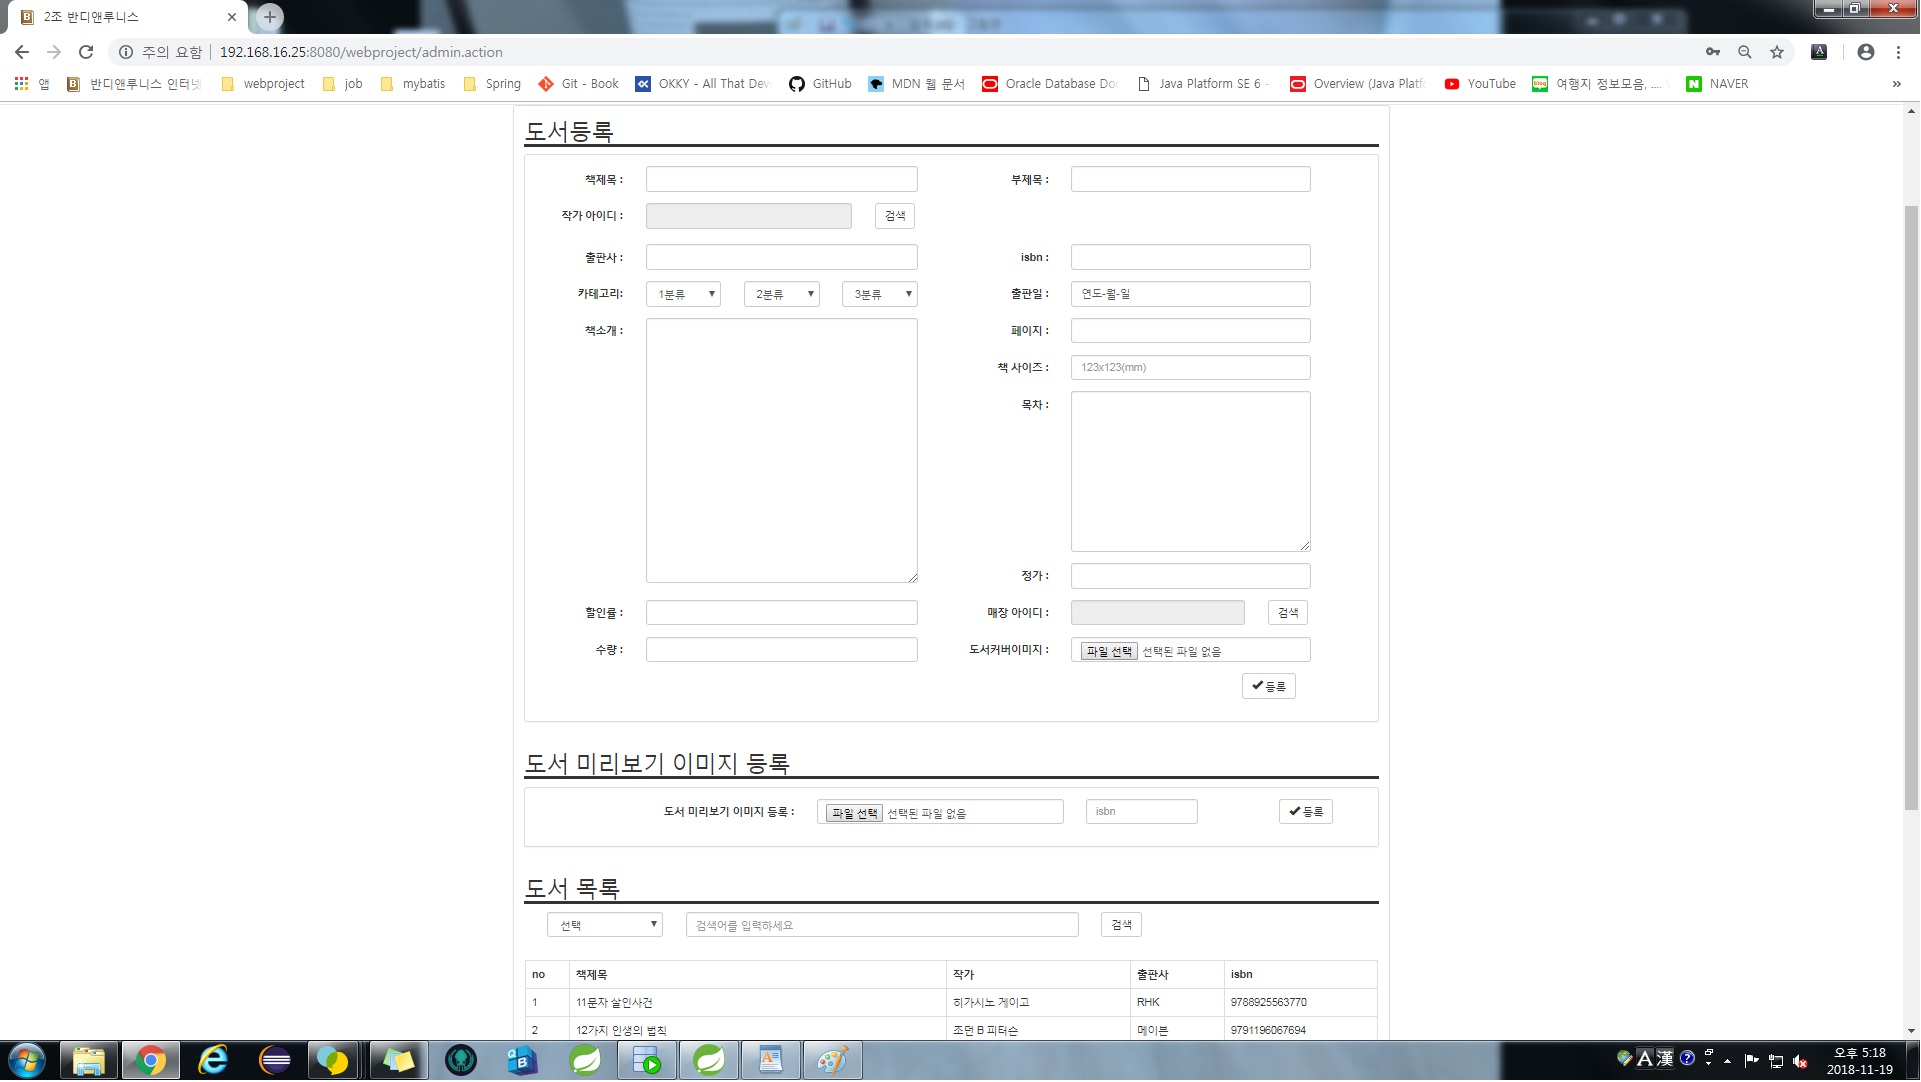 2조 반디앤루니스
주의 요함 192.168.16.25:8080/webproject/admin.action
앱 반디앤루니스 인터넷 webproject job mybatis Spring Git - Book OKKY - All That Dev GitHub MDN 웹 문서 Oracle Database Do Java Platform SE 6 - Overview (Java Platf YouTube 여행지 정보모음, .... NAVER »
도서등록
책제목 : 부제목 :
작가 아이디 : 검색
출판사 : isbn :
카테고리: 1분류 2분류 3분류 출판일 : 연도-월-일
책소개 : 페이지 :
책 사이즈 : 123x123(mm)
목차 :
정가 :
할인률 : 매장 아이디 : 검색
수량 : 도서커버이미지 : 파일 선택 선택된 파일 없음
등록
도서 미리보기 이미지 등록
도서 미리보기 이미지 등록 : 파일 선택 선택된 파일 없음 isbn 등록
도서 목록
선택 검색어를 입력하세요 검색
no 책제목 작가 출판사 isbn
1 11문자 살인사건 히가시노 게이고 RHK 9788925563770
2 12가지 인생의 법칙 조던 B 피터슨 메이븐 9791196067694
A 漢 오후 5:18
2018-11-19